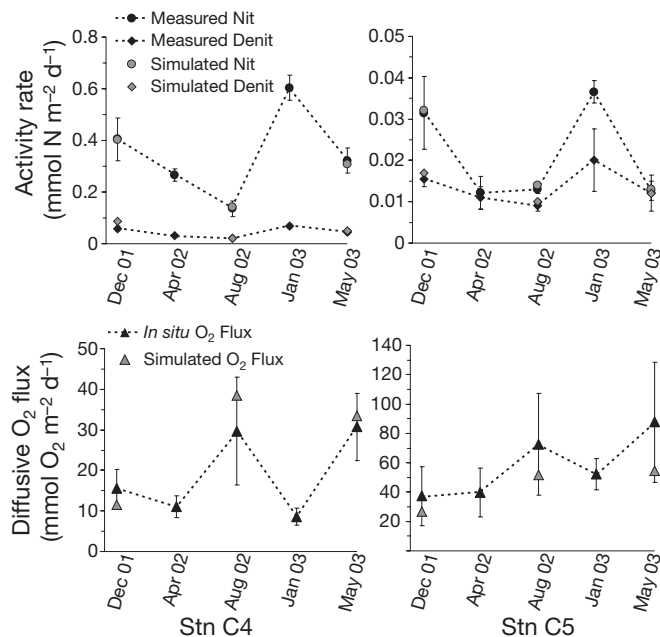 Measured Nit
Measured Denit
Simulated Nit
Simulated Denit
Activity rate
(mmol N m⁻² d⁻¹)
0.8
0.6
0.4
0.2
0
Dec 01
Apr 02
Aug 02
Jan 03
May 03
0.05
0.04
0.03
0.02
0.01
0
Dec 01
Apr 02
Aug 02
Jan 03
May 03
In situ O₂ Flux
Simulated O₂ Flux
Diffusive O₂ flux
(mmol O₂ m⁻² d⁻¹)
50
40
30
20
10
0
Dec 01
Apr 02
Aug 02
Jan 03
May 03
Stn C4
140
120
100
80
60
40
20
Dec 01
Apr 02
Aug 02
Jan 03
May 03
Stn C5